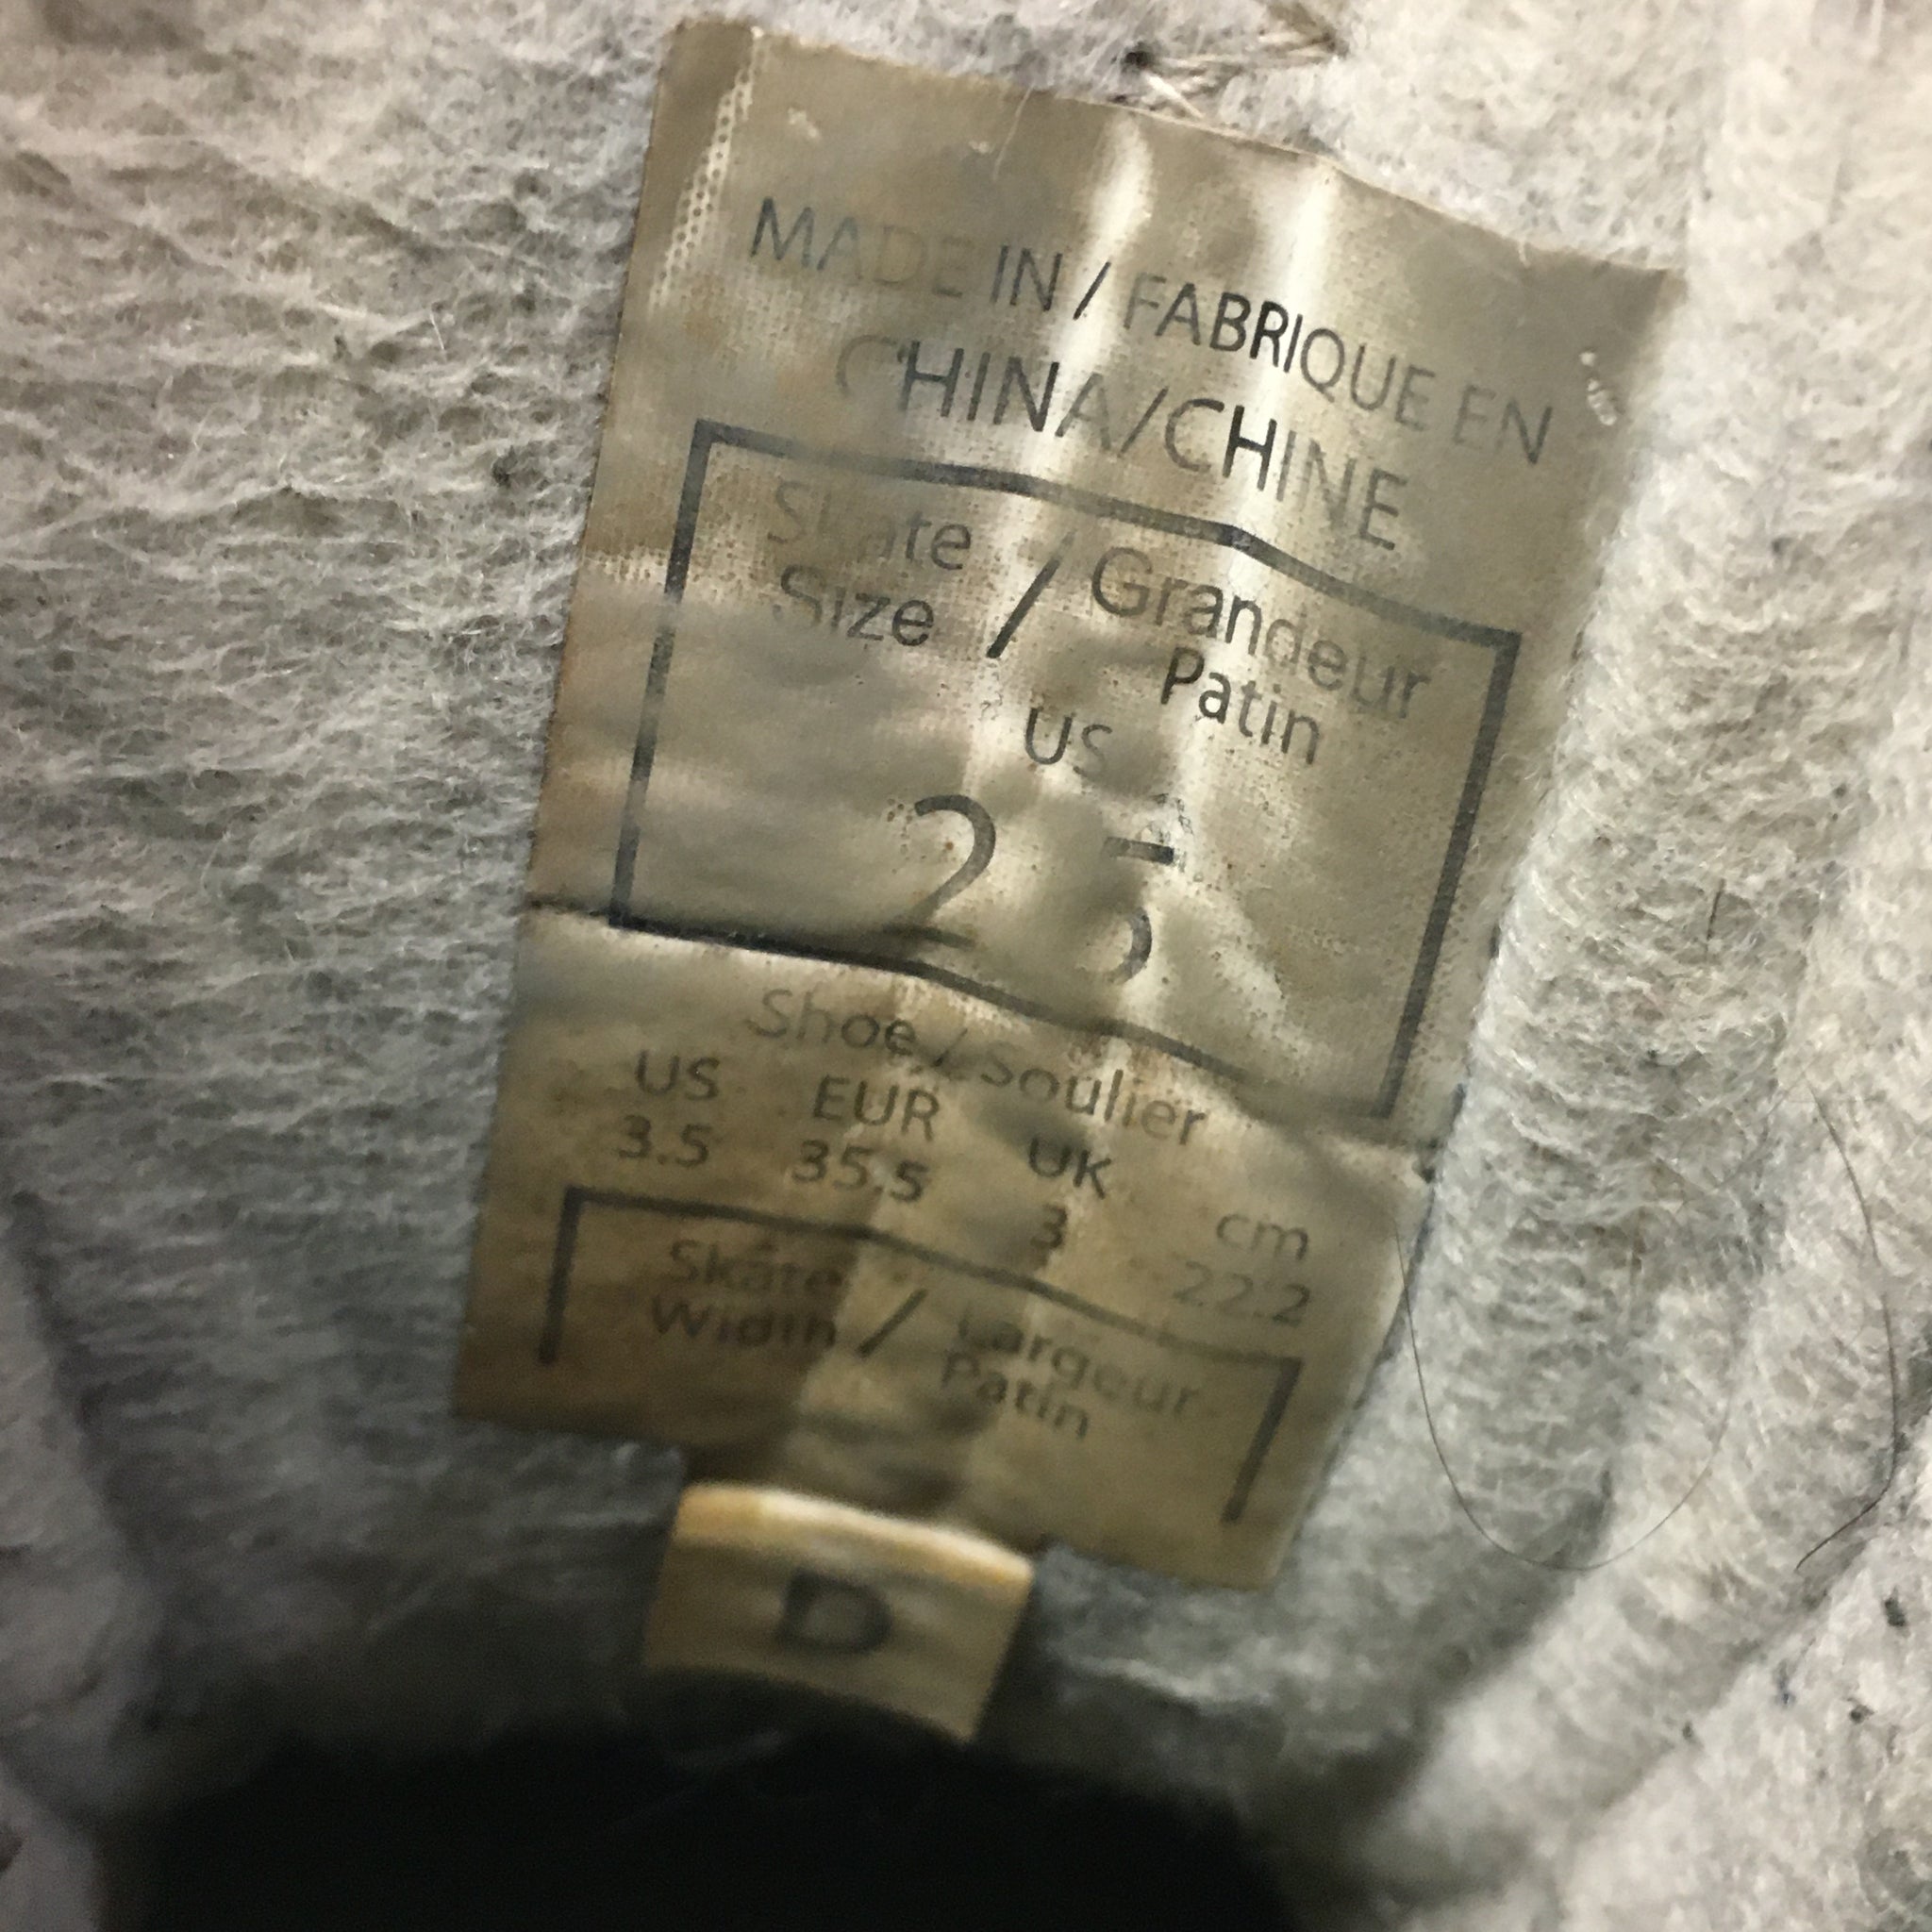 MADE IN / FABRIQUE EN
CHINA/CHINE
Skate / Grandeur
Size Patin
US
2 5
Shoe / Soulier
US EUR UK cm
3.5 35.5 3 22.2
Skate / Largeur
Width Patin
D